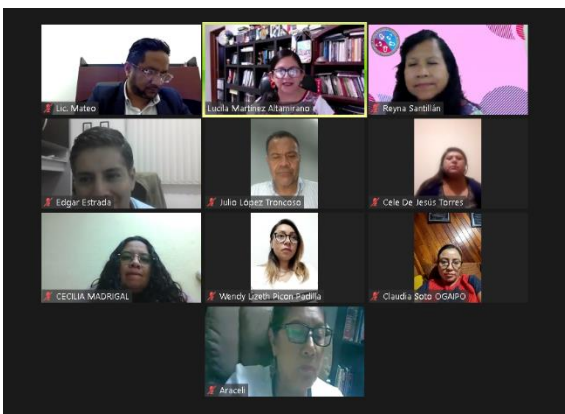 Lic. Mateo
Lucila Martínez Altamirano
Reyna Santillán
Edgar Estrada
Julio López Troncoso
Cele De Jesús Torres
CECILIA MADRIGAL
Wendy Lizeth Picon Padilla
Claudia Soto OGAIPO
Araceli